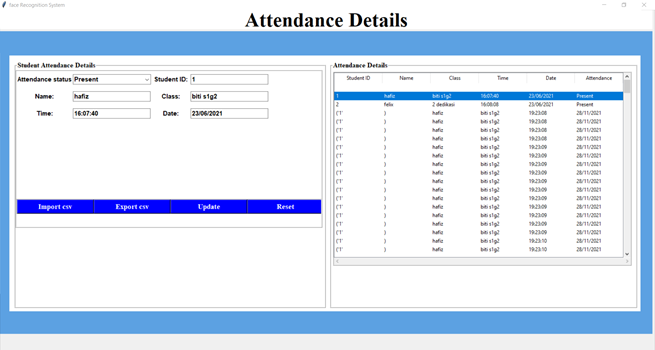 Face Recognition System
Attendance Details
Student Attendance Details
Attendance status Present Student ID: 1
Name: hafiz Class: biti s1g2
Time: 16:07:40 Date: 23/06/2021
Import csv Export csv Update Reset
Attendance Details
Student ID Name Class Time Date Attendance
1 hafiz biti s1g2 16:07:40 23/06/2021 Present
2 felix 2 dedikasi 16:08:08 23/06/2021 Present
('1' ) hafiz biti s1g2 19:23:08 28/11/2021
('1' ) hafiz biti s1g2 19:23:08 28/11/2021
('1' ) hafiz biti s1g2 19:23:08 28/11/2021
('1' ) hafiz biti s1g2 19:23:08 28/11/2021
('1' ) hafiz biti s1g2 19:23:08 28/11/2021
('1' ) hafiz biti s1g2 19:23:09 28/11/2021
('1' ) hafiz biti s1g2 19:23:09 28/11/2021
('1' ) hafiz biti s1g2 19:23:09 28/11/2021
('1' ) hafiz biti s1g2 19:23:09 28/11/2021
('1' ) hafiz biti s1g2 19:23:09 28/11/2021
('1' ) hafiz biti s1g2 19:23:09 28/11/2021
('1' ) hafiz biti s1g2 19:23:09 28/11/2021
('1' ) hafiz biti s1g2 19:23:09 28/11/2021
('1' ) hafiz biti s1g2 19:23:09 28/11/2021
('1' ) hafiz biti s1g2 19:23:09 28/11/2021
('1' ) hafiz biti s1g2 19:23:10 28/11/2021
('1' ) hafiz biti s1g2 19:23:10 28/11/2021